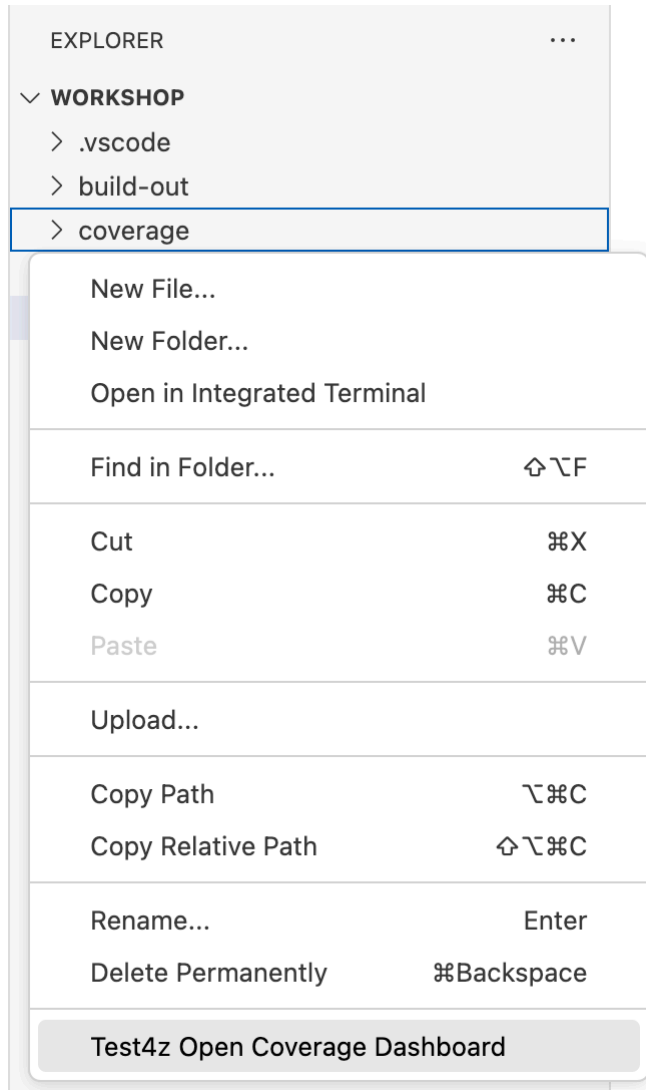 EXPLORER ...
WORKSHOP
.vscode
build-out
coverage
New File...
New Folder...
Open in Integrated Terminal
Find in Folder... ⇧⌥F
Cut ⌘X
Copy ⌘C
Paste ⌘V
Upload...
Copy Path ⌥⌘C
Copy Relative Path ⇧⌥⌘C
Rename... Enter
Delete Permanently ⌘Backspace
Test4z Open Coverage Dashboard